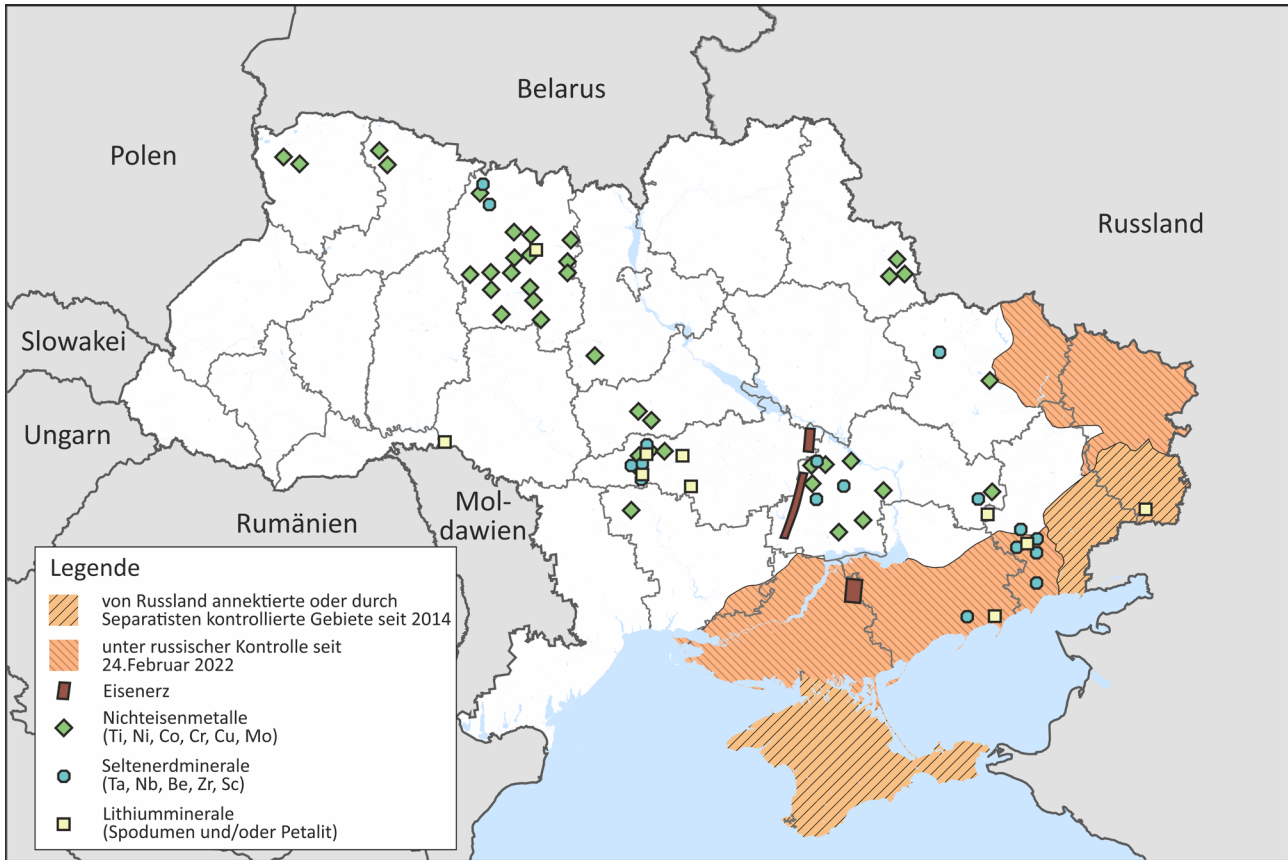 Belarus
Polen
Russland
Slowakei
Ungarn
Mol-
dawien
Rumänien
Legende
von Russland annektierte oder durch
Separatisten kontrollierte Gebiete seit 2014
unter russischer Kontrolle seit
24.Februar 2022
Eisenerz
Nichteisenmetalle
(Ti, Ni, Co, Cr, Cu, Mo)
Seltenerdminerale
(Ta, Nb, Be, Zr, Sc)
Lithiumminerale
(Spodumen und/oder Petalit)